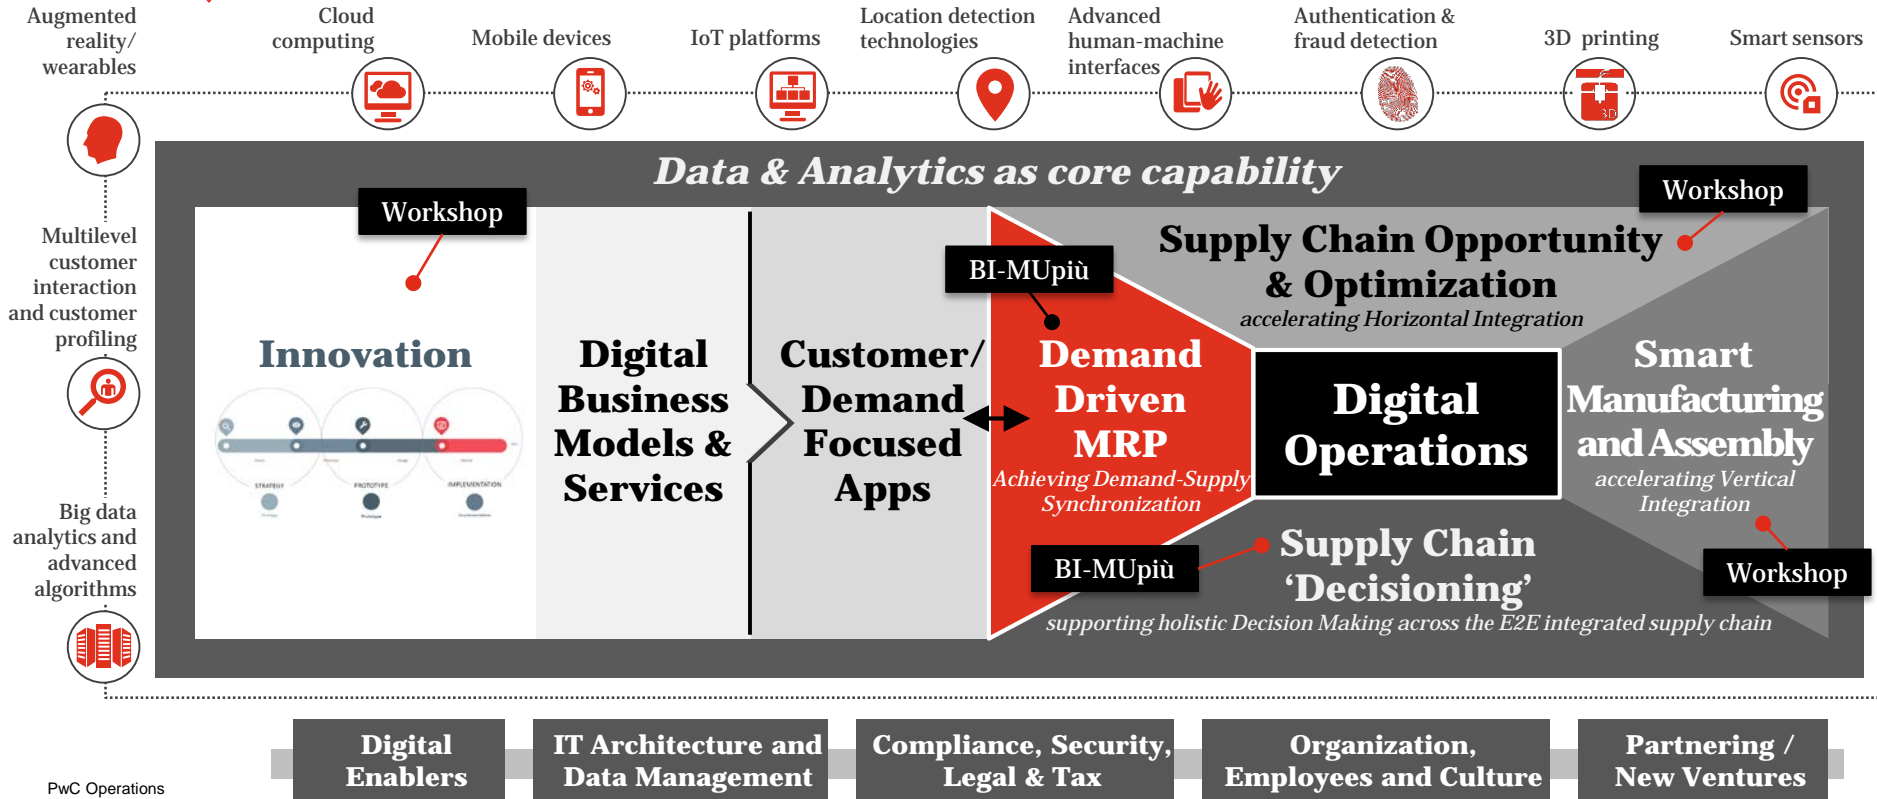 Augmented
reality/
wearables
Cloud
computing
Mobile devices
IoT platforms
Location detection
technologies
Advanced
human-machine
interfaces
Authentication &
fraud detection
3D printing
3D
Smart sensors
Multilevel
customer
interaction
and customer
profiling
Big data
analytics and
advanced
algorithms
Data & Analytics as core capability
Workshop
Innovation
STRATEGY
PROTOTYPE
IMPLEMENTATION
Digital
Business
Models &
Services
Customer/
Demand
Focused
Apps
BI-MUpiù
Demand
Driven
MRP
Achieving Demand-Supply
Synchronization
Workshop
Supply Chain Opportunity
& Optimization
accelerating Horizontal Integration
Digital
Operations
Smart
Manufacturing
and Assembly
accelerating Vertical
Integration
Workshop
BI-MUpiù
Supply Chain
‘Decisioning’
supporting holistic Decision Making across the E2E integrated supply chain
Digital
Enablers
IT Architecture and
Data Management
Compliance, Security,
Legal & Tax
Organization,
Employees and Culture
Partnering /
New Ventures
PwC Operations